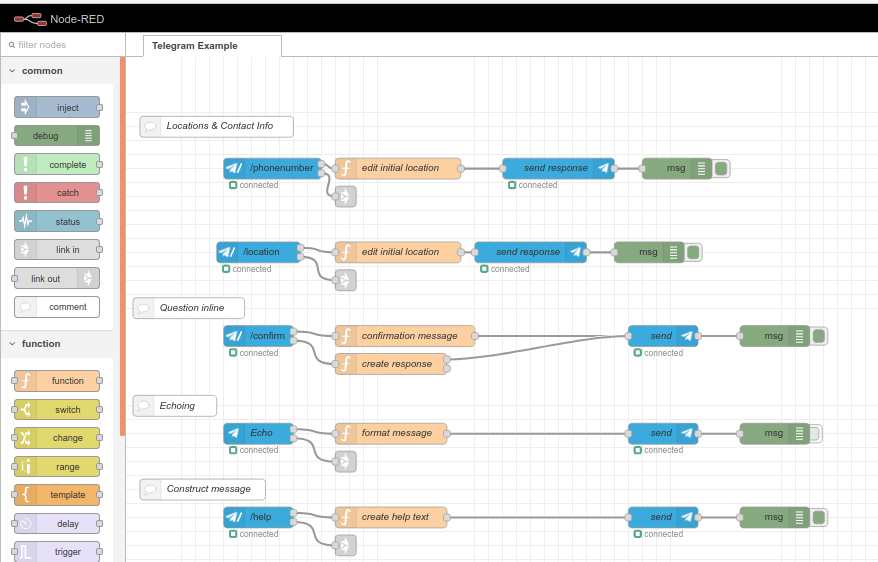 Node-RED
filter nodes
Telegram Example
common
inject
debug
complete
catch
status
link in
link out
comment
function
function
switch
change
range
template
delay
trigger
Locations & Contact Info
/phonenumber
edit initial location
send response
msg
connected
connected
/location
edit initial location
send response
msg
connected
connected
Question inline
/confirm
confirmation message
send
msg
connected
create response
connected
Echoing
Echo
format message
send
msg
connected
connected
Construct message
/help
create help text
send
msg
connected
connected